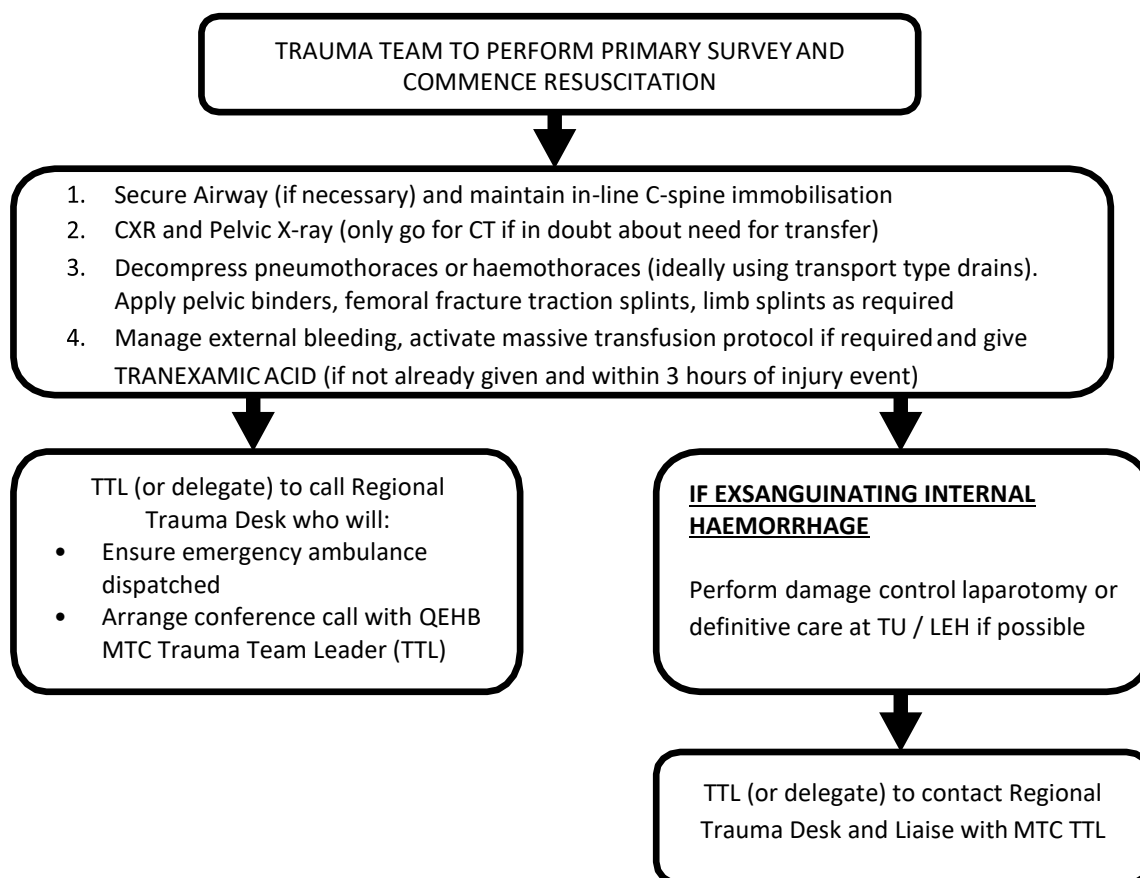 TRAUMA TEAM TO PERFORM PRIMARY SURVEY AND
COMMENCE RESUSCITATION
1. Secure Airway (if necessary) and maintain in-line C-spine immobilisation
2. CXR and Pelvic X-ray (only go for CT if in doubt about need for transfer)
3. Decompress pneumothoraces or haemothoraces (ideally using transport type drains).
Apply pelvic binders, femoral fracture traction splints, limb splints as required
4. Manage external bleeding, activate massive transfusion protocol if required and give
TRANEXAMIC ACID (if not already given and within 3 hours of injury event)
TTL (or delegate) to call Regional
Trauma Desk who will:
• Ensure emergency ambulance
dispatched
• Arrange conference call with QEHB
MTC Trauma Team Leader (TTL)
IF EXSANGUINATING INTERNAL
HAEMORRHAGE
Perform damage control laparotomy or
definitive care at TU / LEH if possible
TTL (or delegate) to contact Regional
Trauma Desk and Liaise with MTC TTL